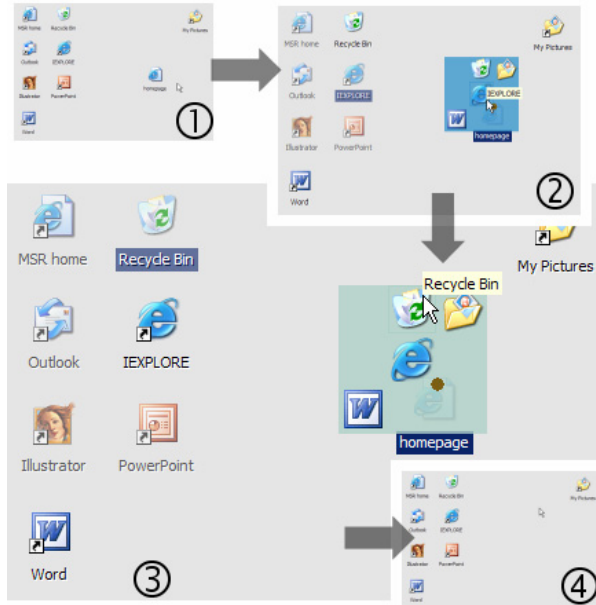 MSR home Recycle Bin My Pictures
Outlook IEXPLORE
homepage
Illustrator PowerPoint
Word
1
MSR home Recycle Bin My Pictures
Outlook IEXPLORE IEXPLORE
homepage
Illustrator PowerPoint
Word
2
MSR home Recycle Bin My Pictures
Recycle Bin
Outlook IEXPLORE
homepage
Illustrator PowerPoint
Word
3
MSR home Recycle Bin My Pictures
Outlook IEXPLORE
Illustrator PowerPoint
Word
4